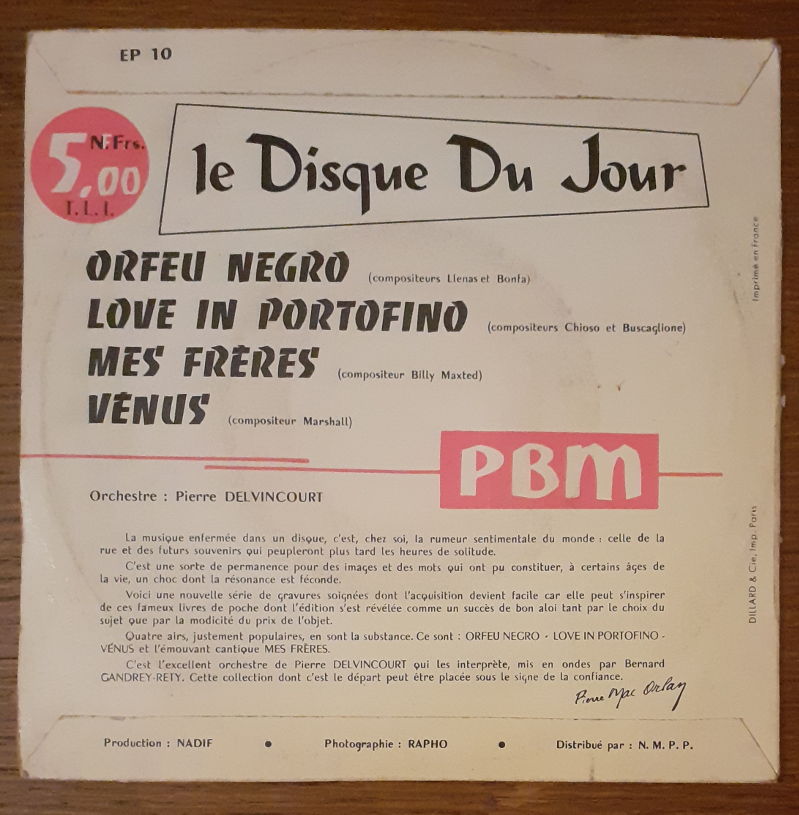 EP 10
N.Frs.
5,00
T.L.I.
le Disque Du Jour
ORFEU NEGRO (compositeurs Llenas et Bonfa)
LOVE IN PORTOFINO (compositeurs Chioso et Buscaglione)
MES FRÈRES (compositeur Billy Maxted)
VÉNUS (compositeur Marshall)
PBM
Orchestre : Pierre DELVINCOURT
La musique enfermée dans un disque, c'est, chez soi, la rumeur sentimentale du monde : celle de la
rue et des futurs souvenirs qui peupleront plus tard les heures de solitude.
C'est une sorte de permanence pour des images et des mots qui ont pu constituer, à certains âges de
la vie, un choc dont la résonance est féconde.
Voici une nouvelle série de gravures soignées dont l'acquisition devient facile car elle peut s'inspirer
de ces fameux livres de poche dont l'édition s'est révélée comme un succès de bon aloi tant par le choix du
sujet que par la modicité du prix de l'objet.
Quatre airs, justement populaires, en sont la substance. Ce sont : ORFEU NEGRO - LOVE IN PORTOFINO -
VÉNUS et l'émouvant cantique MES FRÈRES.
C'est l'excellent orchestre de Pierre DELVINCOURT qui les interprète, mis en ondes par Bernard
GANDREY-RETY. Cette collection dont c'est le départ peut être placée sous le signe de la confiance.
Pierre Mac Orlan
Production : NADIF • Photographie : RAPHO • Distribué par : N. M. P. P.
Imprimé en France
DILLARD & Cie, Imp. Paris